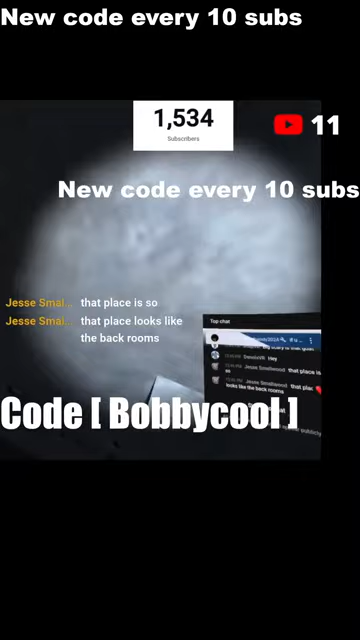 New code every 10 subs
1,534
Subscribers
11
New code every 10 subs
Jesse Smal... that place is so
Jesse Smal... that place looks like
the back rooms
Top chat
Hey
Jesse Smallwood that place is
so
Jesse Smallwood that plac
looks like the back rooms
Code [ Bobbycool ]